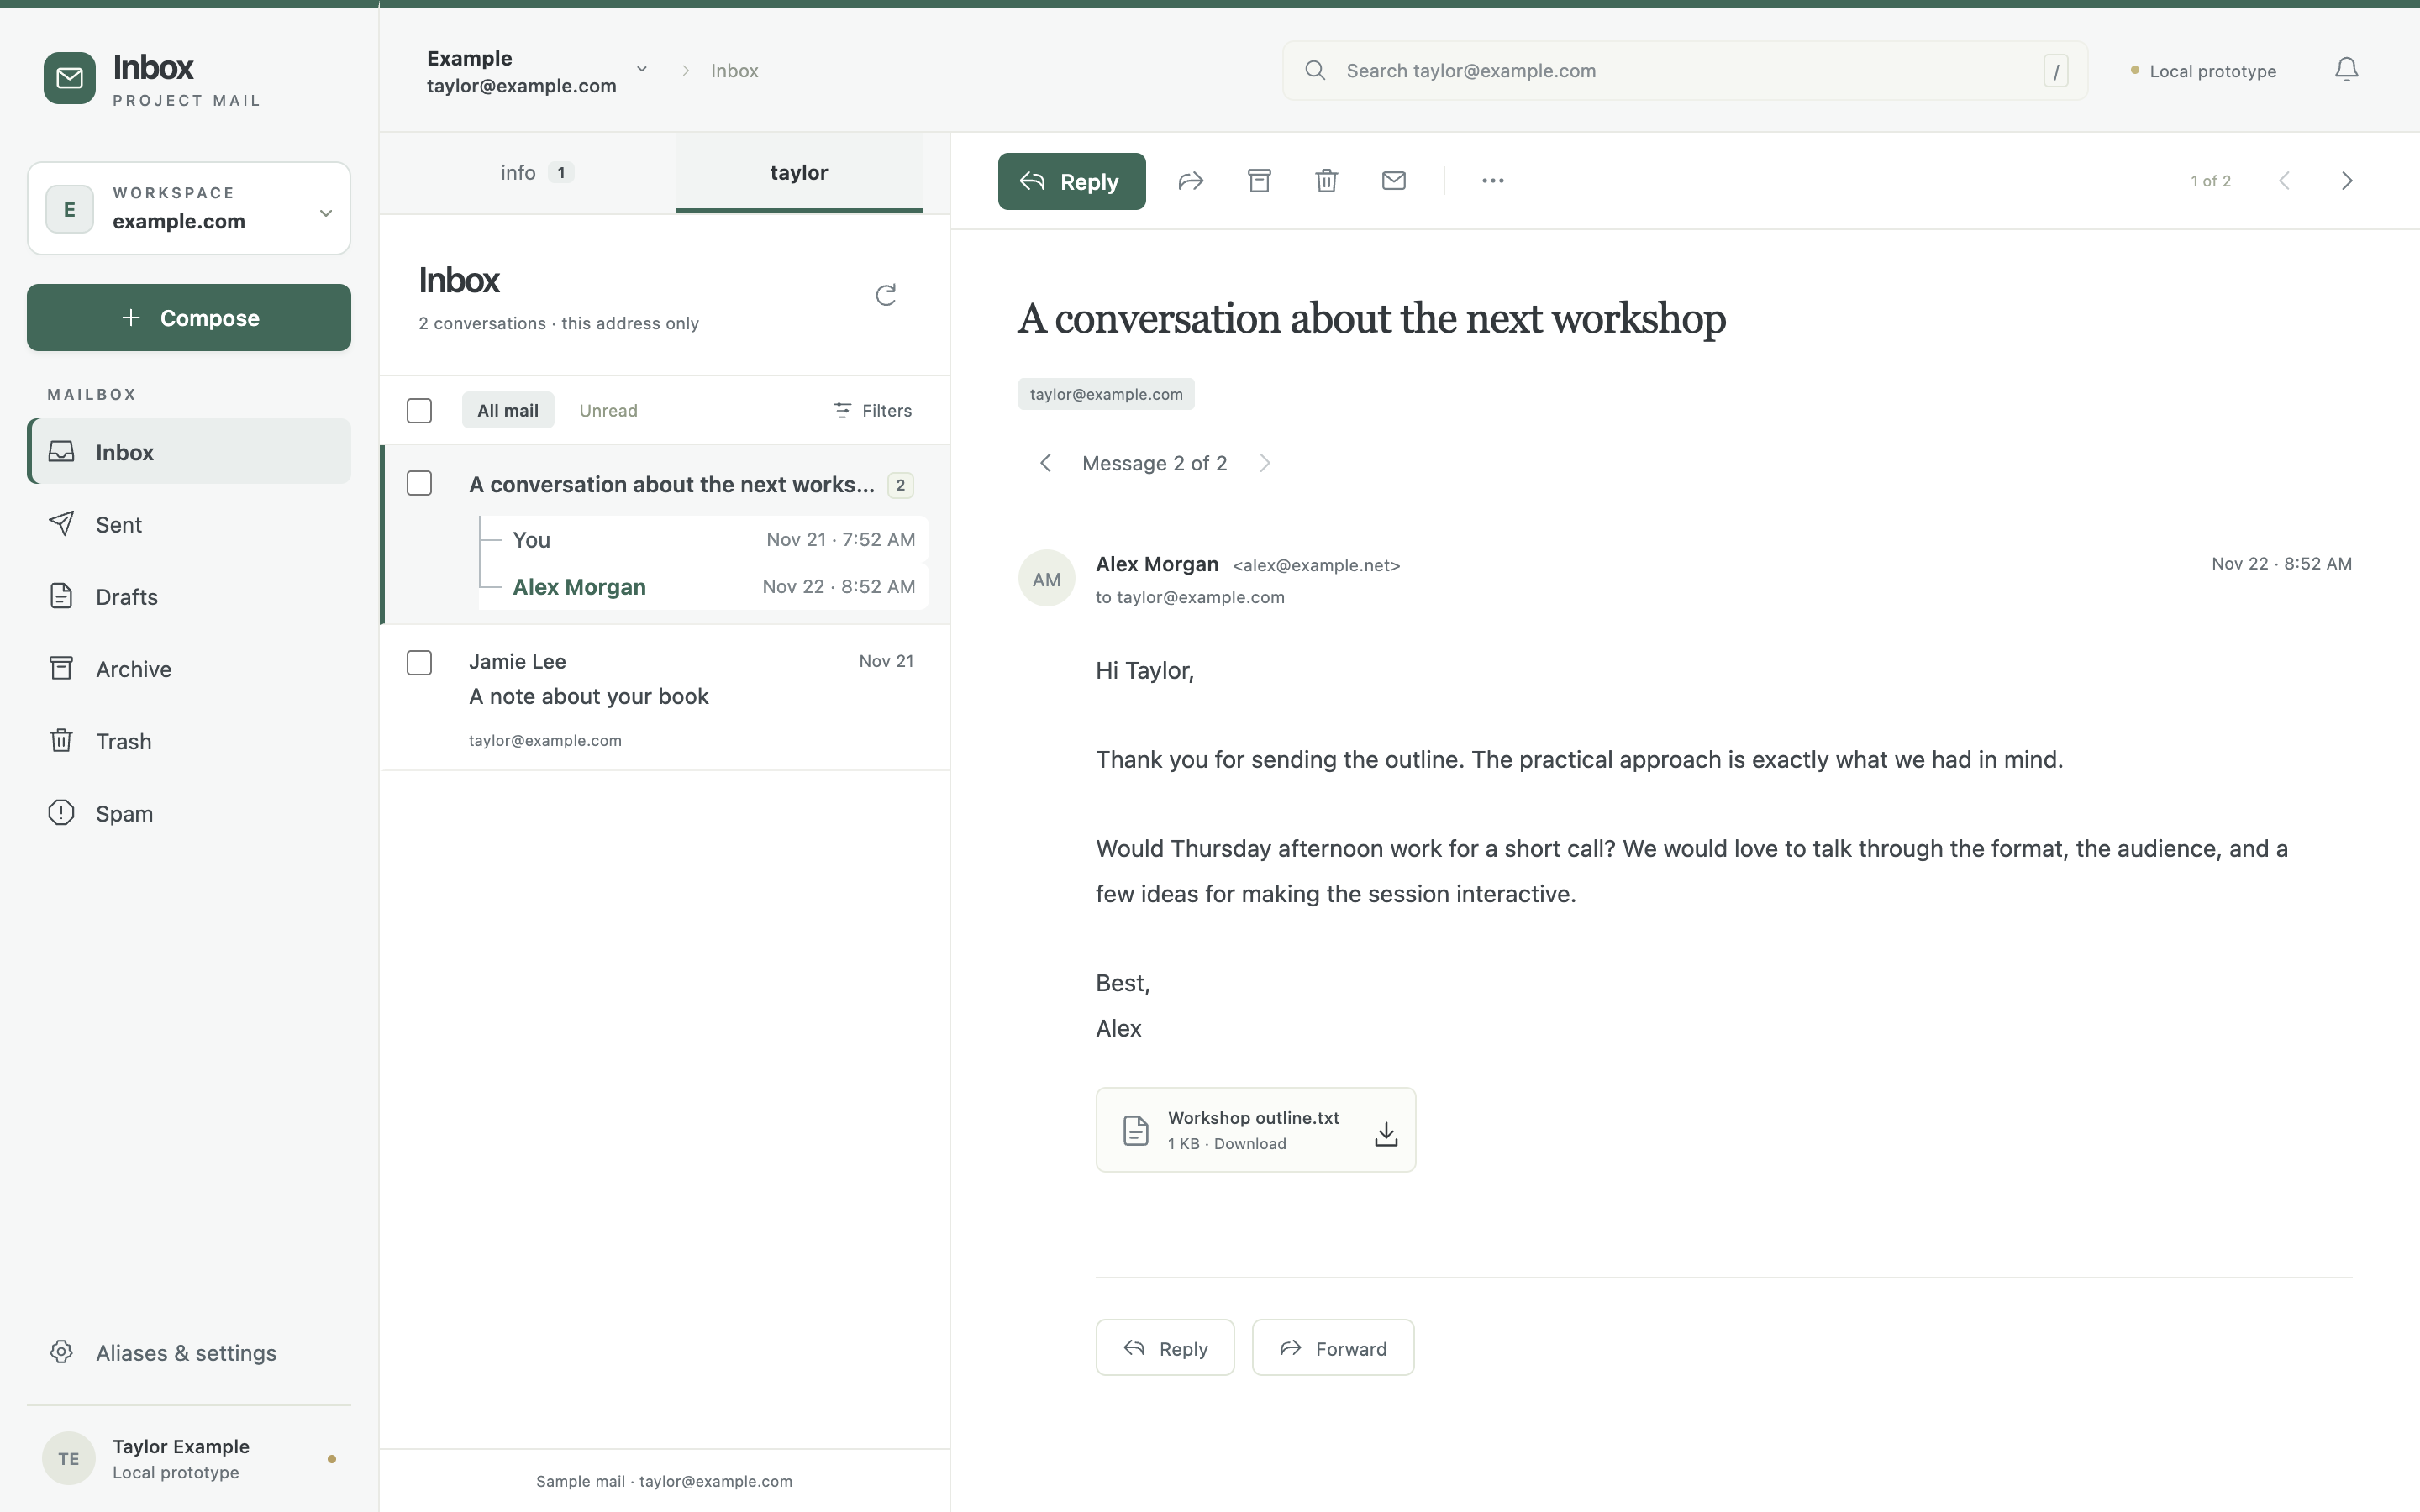 Inbox
PROJECT MAIL
E
WORKSPACE
example.com
Compose
MAILBOX
Inbox
Sent
Drafts
Archive
Trash
Spam
Aliases & settings
TE
Taylor Example
Local prototype
Example
taylor@example.com
Inbox
Search taylor@example.com
/
Local prototype
info 1
taylor
Inbox
2 conversations · this address only
All mail
Unread
Filters
A conversation about the next works... 2
You Nov 21 · 7:52 AM
Alex Morgan Nov 22 · 8:52 AM
Jamie Lee Nov 21
A note about your book
taylor@example.com
Sample mail · taylor@example.com
Reply
1 of 2
A conversation about the next workshop
taylor@example.com
Message 2 of 2
AM
Alex Morgan <alex@example.net> Nov 22 · 8:52 AM
to taylor@example.com
Hi Taylor,
Thank you for sending the outline. The practical approach is exactly what we had in mind.
Would Thursday afternoon work for a short call? We would love to talk through the format, the audience, and a
few ideas for making the session interactive.
Best,
Alex
Workshop outline.txt
1 KB · Download
Reply
Forward